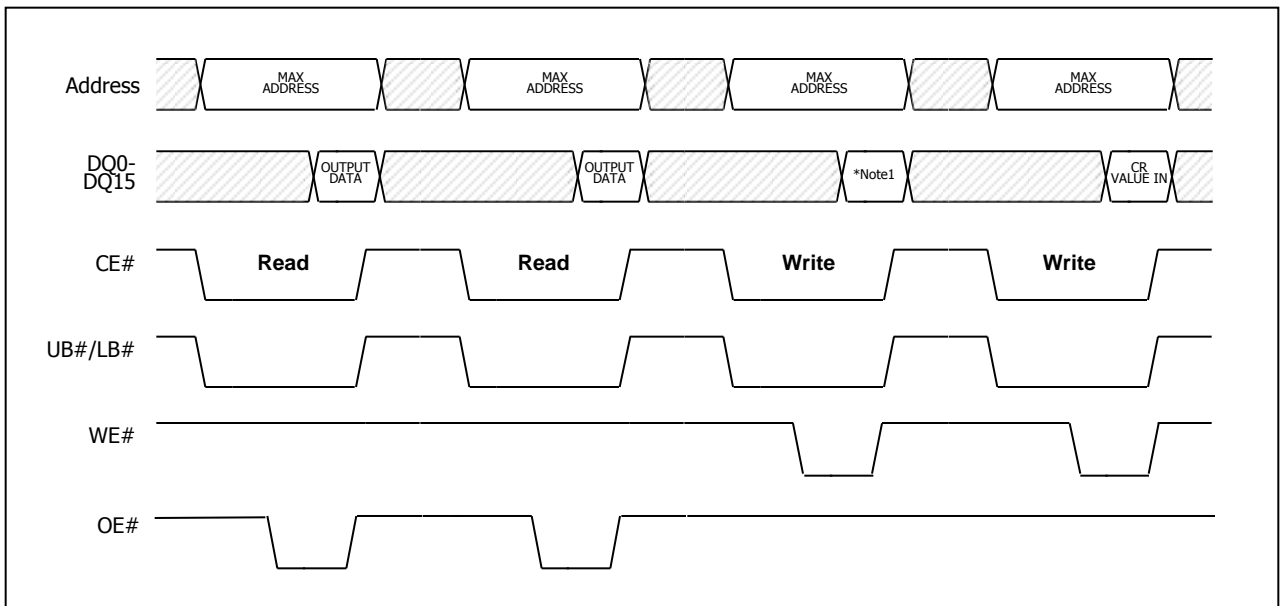 Address
MAX
ADDRESS
MAX
ADDRESS
MAX
ADDRESS
MAX
ADDRESS
DQ0-
DQ15
OUTPUT
DATA
OUTPUT
DATA
*Note1
CR
VALUE IN
CE#
Read
Read
Write
Write
UB#/LB#
WE#
OE#